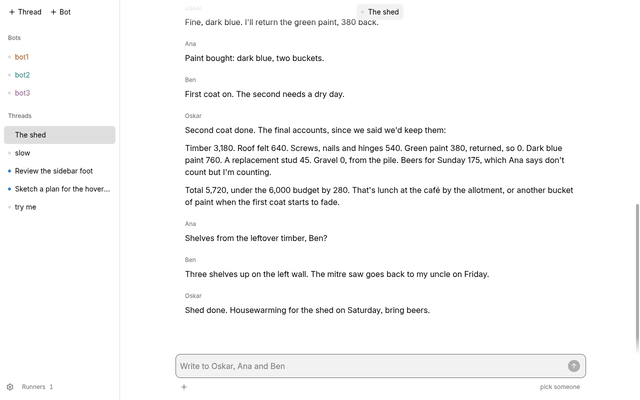 + Thread + Bot
Bots
bot1
bot2
bot3
Threads
The shed
slow
Review the sidebar foot
Sketch a plan for the hover...
try me
Runners 1
The shed
Oskar
Fine, dark blue. I'll return the green paint, 380 back.
Ana
Paint bought: dark blue, two buckets.
Ben
First coat on. The second needs a dry day.
Oskar
Second coat done. The final accounts, since we said we'd keep them:
Timber 3,180. Roof felt 640. Screws, nails and hinges 540. Green paint 380, returned, so 0. Dark blue
paint 760. A replacement stud 45. Gravel 0, from the pile. Beers for Sunday 175, which Ana says don't
count but I'm counting.
Total 5,720, under the 6,000 budget by 280. That's lunch at the café by the allotment, or another bucket
of paint when the first coat starts to fade.
Ana
Shelves from the leftover timber, Ben?
Ben
Three shelves up on the left wall. The mitre saw goes back to my uncle on Friday.
Oskar
Shed done. Housewarming for the shed on Saturday, bring beers.
Write to Oskar, Ana and Ben
+
pick someone